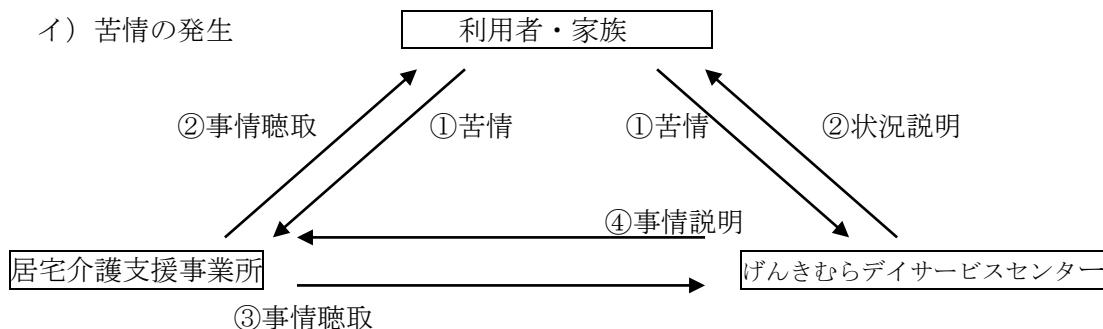 イ）苦情の発生
利用者・家族
②事情聴取
①苦情
①苦情
②状況説明
④事情説明
居宅介護支援事業所
げんきむらデイサービスセンター
③事情聴取